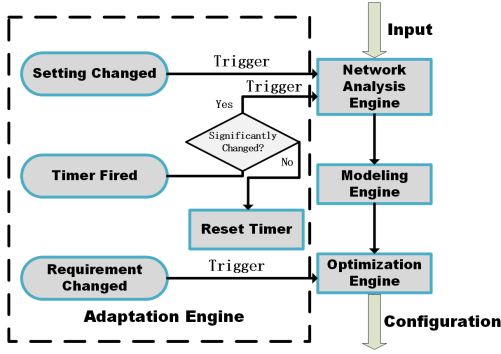 Input
Trigger
Setting Changed
Network
Analysis
Engine
Trigger
Yes
Significantly
Changed?
No
Timer Fired
Modeling
Engine
Reset Timer
Requirement
Changed
Trigger
Optimization
Engine
Adaptation Engine
Configuration